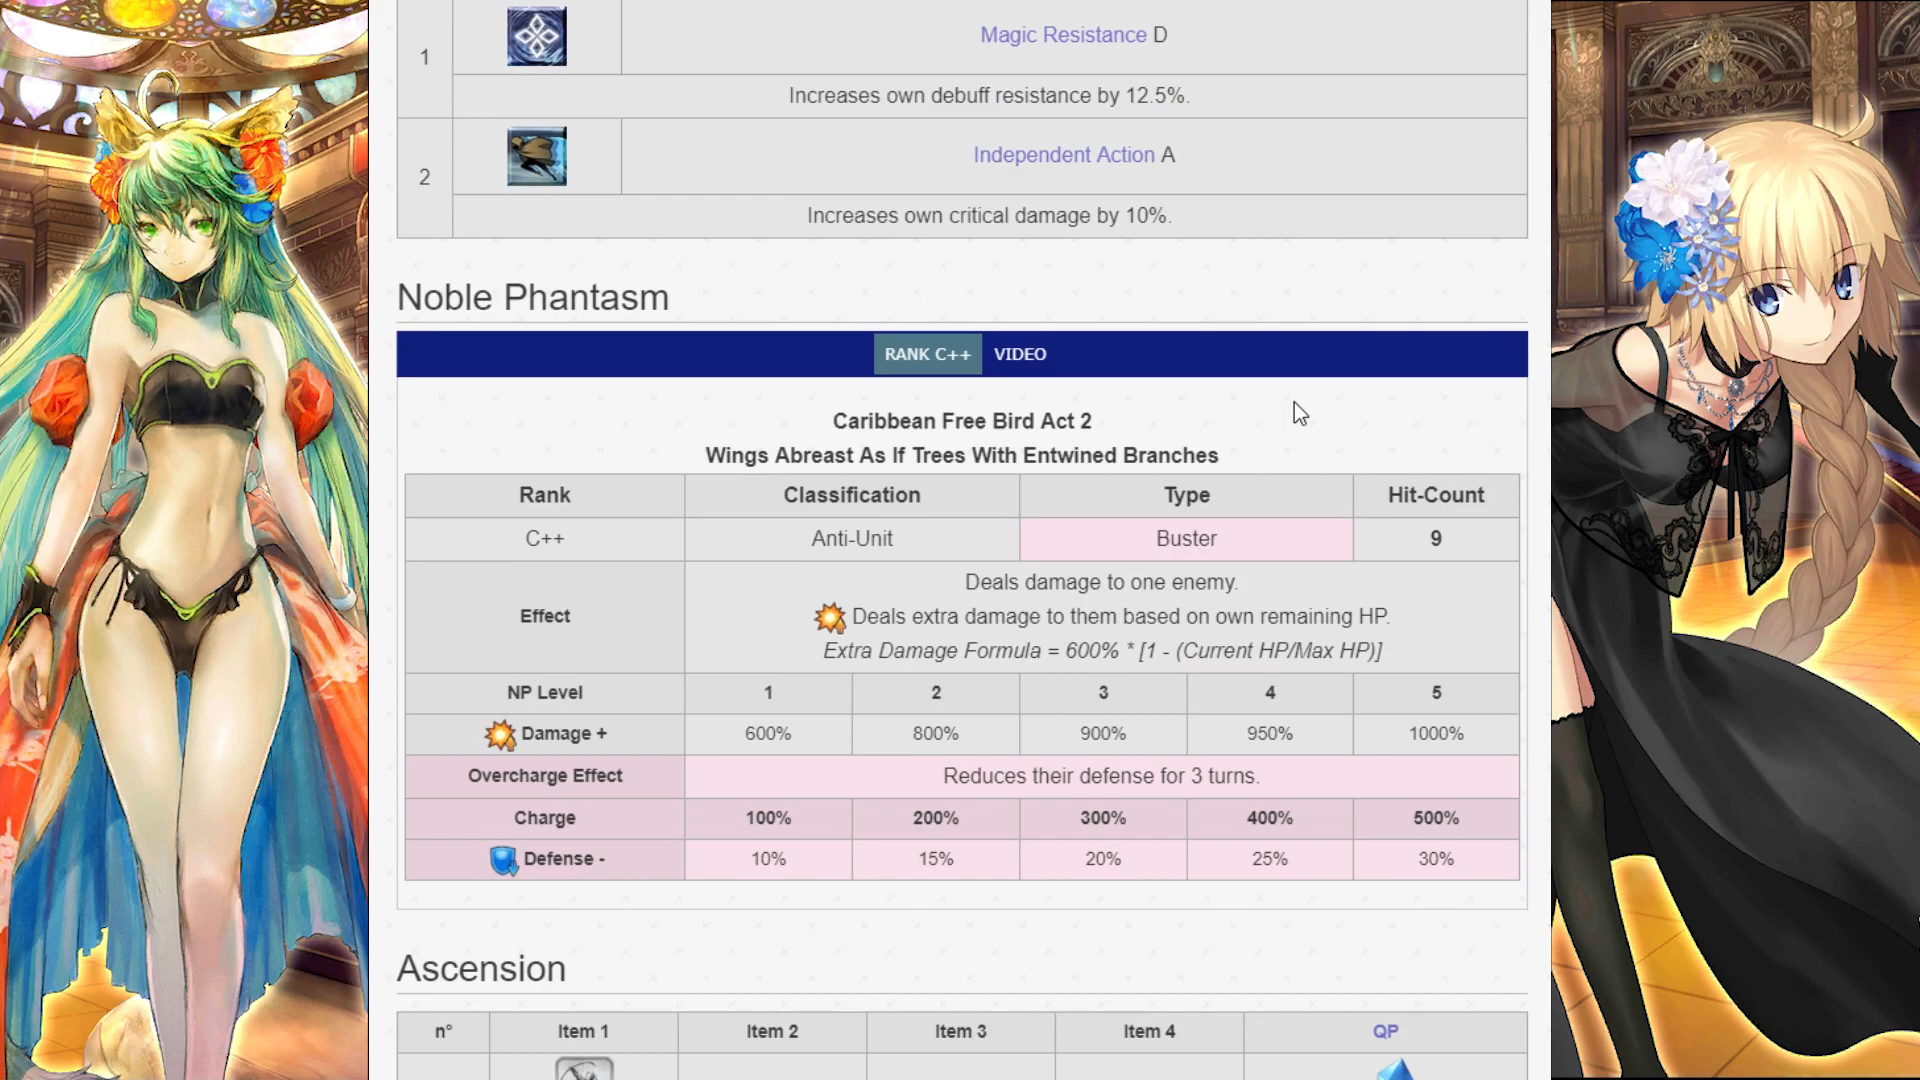 1
Magic Resistance D
Increases own debuff resistance by 12.5%.
2
Independent Action A
Increases own critical damage by 10%.
Noble Phantasm
RANK C++ VIDEO
Caribbean Free Bird Act 2
Wings Abreast As If Trees With Entwined Branches
Rank Classification Type Hit-Count
C++ Anti-Unit Buster 9
Effect
Deals damage to one enemy.
Deals extra damage to them based on own remaining HP.
Extra Damage Formula = 600% * [1 - (Current HP/Max HP)]
NP Level 1 2 3 4 5
Damage + 600% 800% 900% 950% 1000%
Overcharge Effect Reduces their defense for 3 turns.
Charge 100% 200% 300% 400% 500%
Defense - 10% 15% 20% 25% 30%
Ascension
n° Item 1 Item 2 Item 3 Item 4 QP